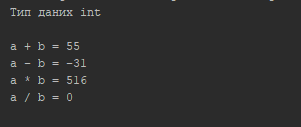 Тип даних int
a + b = 55
a - b = -31
a * b = 516
a / b = 0